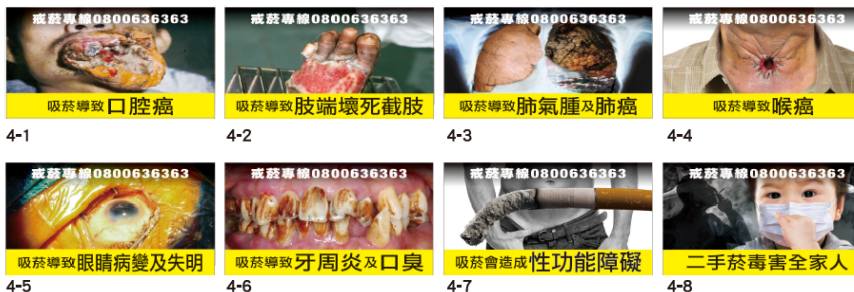 戒菸專線0800636363
吸菸導致口腔癌
4-1
戒菸專線0800636363
吸菸導致肢端壞死截肢
4-2
戒菸專線0800636363
吸菸導致肺氣腫及肺癌
4-3
戒菸專線0800636363
吸菸導致喉癌
4-4
戒菸專線0800636363
吸菸導致眼睛病變及失明
4-5
戒菸專線0800636363
吸菸導致牙周炎及口臭
4-6
戒菸專線0800636363
吸菸會造成性功能障礙
4-7
戒菸專線0800636363
二手菸毒害全家人
4-8